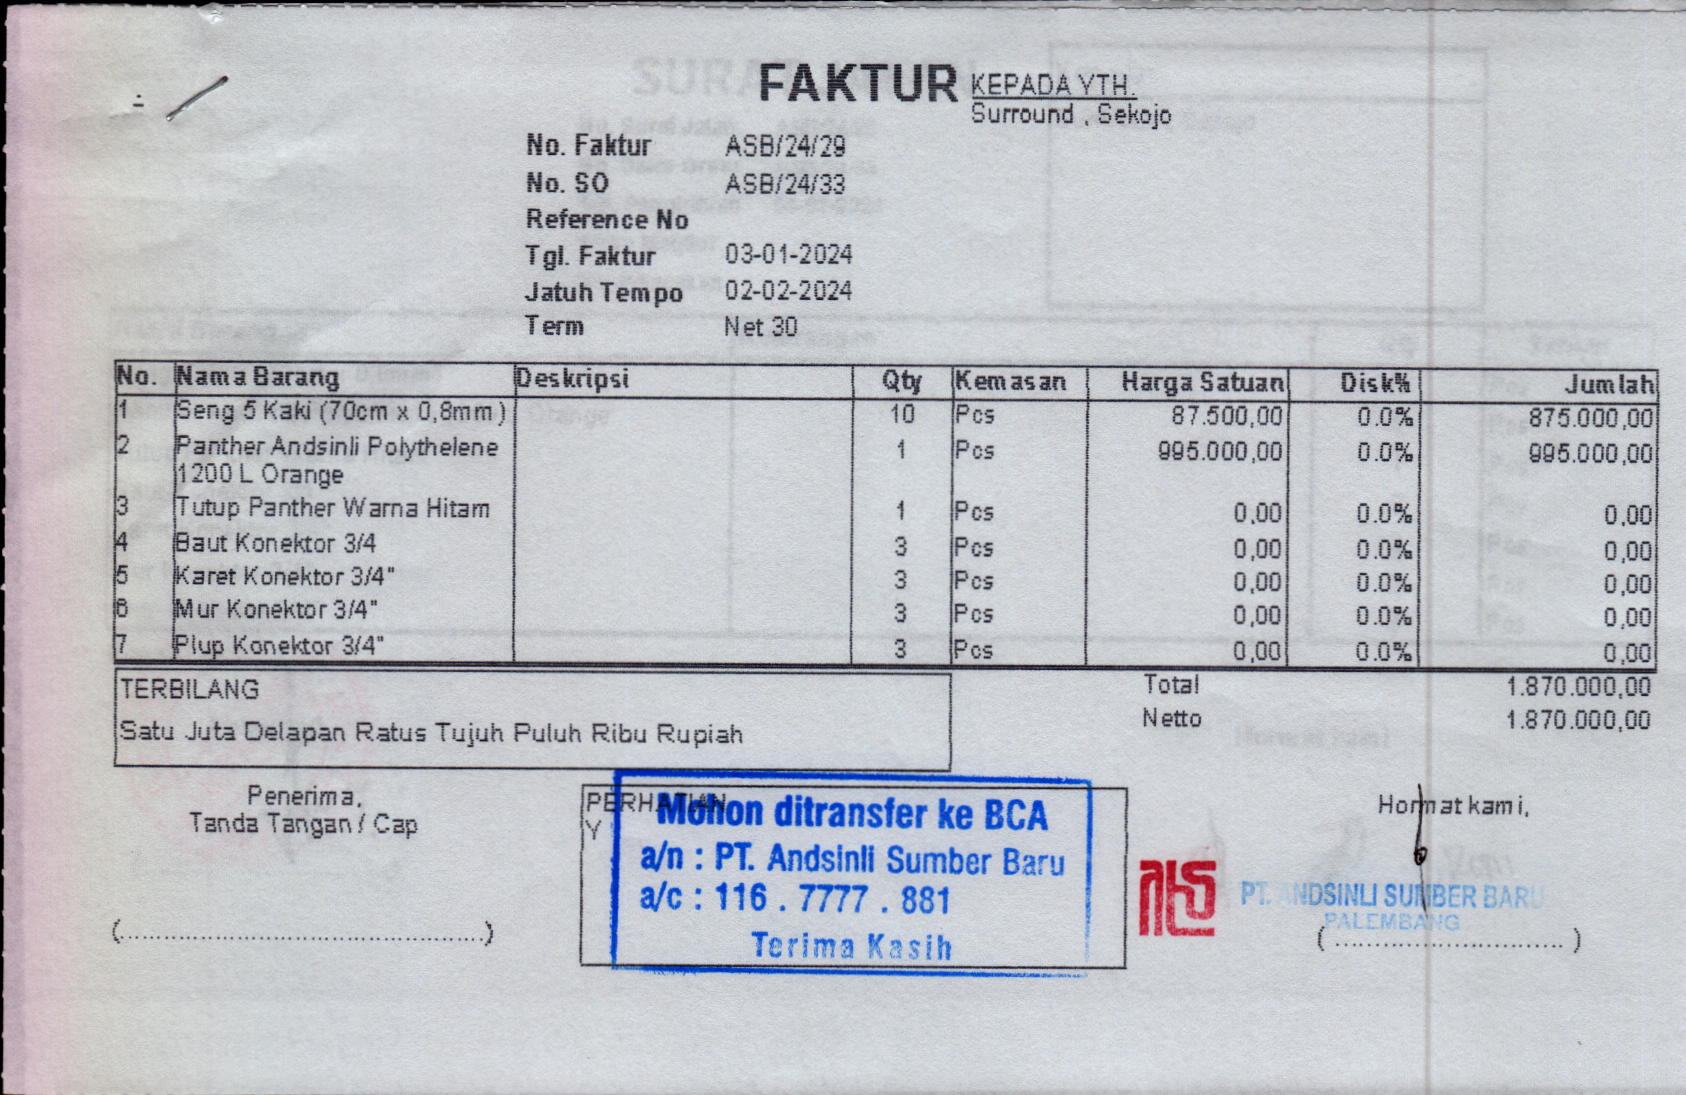 FAKTUR
KEPADA YTH.
Surround , Sekojo
No. Faktur ASB/24/29
No. SO ASB/24/33
Reference No
Tgl. Faktur 03-01-2024
Jatuh Tempo 02-02-2024
Term Net 30
No. Nama Barang Deskripsi Qty Kemasan Harga Satuan Disk% Jumlah
1 Seng 5 Kaki (70cm x 0,8mm) 10 Pcs 87.500,00 0.0% 875.000,00
2 Panther Andsinli Polythelene 1 Pcs 995.000,00 0.0% 995.000,00
1200 L Orange
3 Tutup Panther Warna Hitam 1 Pcs 0,00 0.0% 0,00
4 Baut Konektor 3/4 3 Pcs 0,00 0.0% 0,00
5 Karet Konektor 3/4" 3 Pcs 0,00 0.0% 0,00
6 Mur Konektor 3/4" 3 Pcs 0,00 0.0% 0,00
7 Plup Konektor 3/4" 3 Pcs 0,00 0.0% 0,00
TERBILANG
Satu Juta Delapan Ratus Tujuh Puluh Ribu Rupiah
Total 1.870.000,00
Netto 1.870.000,00
Penerima,
Tanda Tangan / Cap
PERHATIAN
Y
Mohon ditransfer ke BCA
a/n : PT. Andsinli Sumber Baru
a/c : 116 . 7777 . 881
Terima Kasih
Hormat kami,
PT. ANDSINLI SUMBER BARU
PALEMBANG